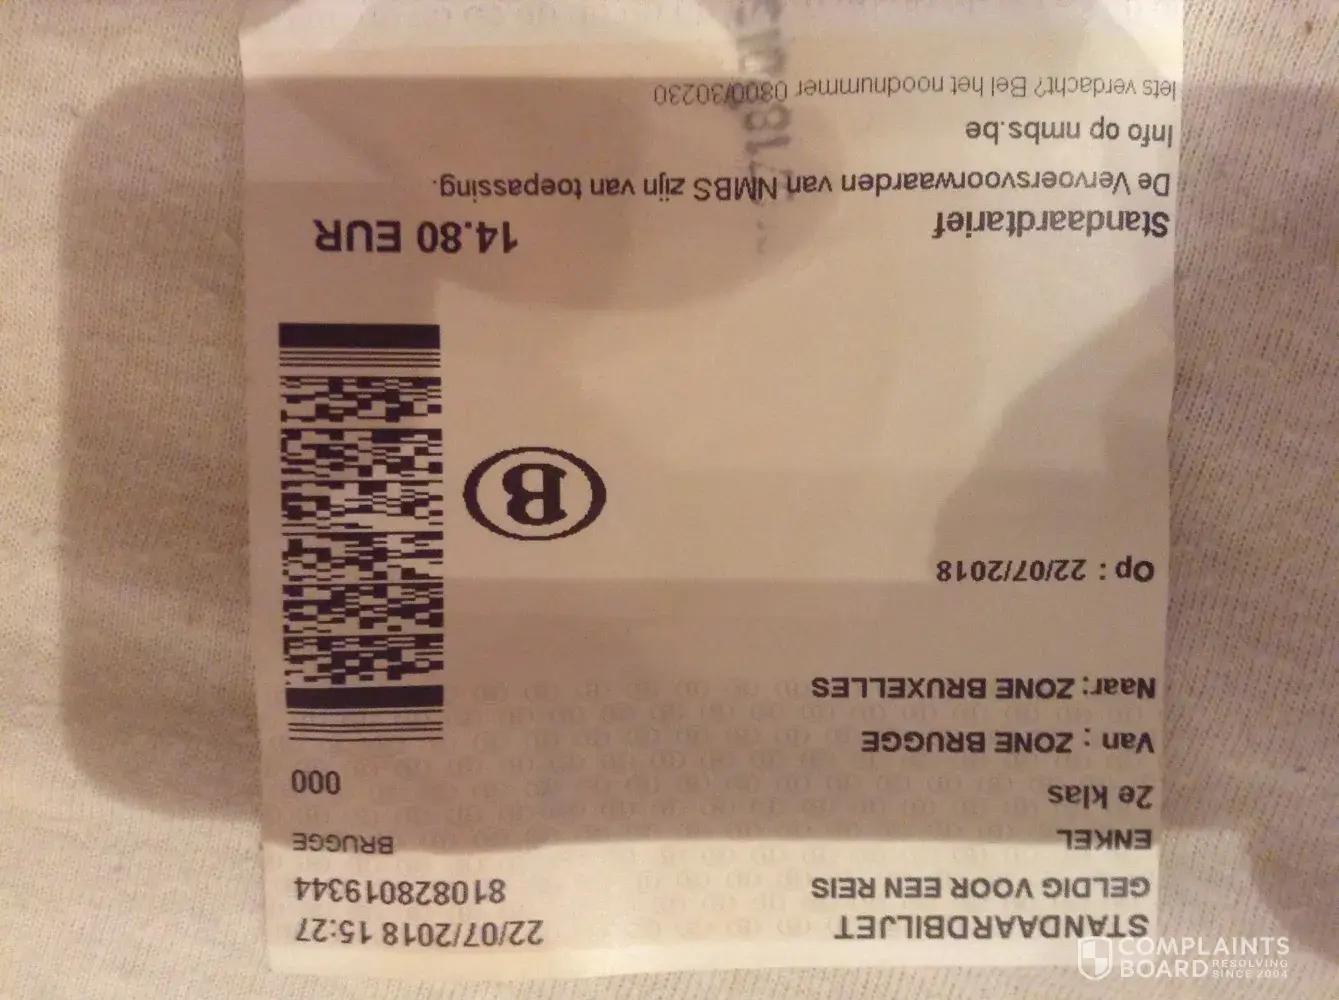 STANDAARDBILJET 22/07/2018 15:27
GELDIG VOOR EEN REIS 810828019344
ENKEL BRUGGE
2e klas 000
Van : ZONE BRUGGE
Naar : ZONE BRUXELLES
Op : 22/07/2018
B
Standaardtarief 14.80 EUR
De Vervoersvoorwaarden van NMBS zijn van toepassing.
Info op nmbs.be
Iets verdacht? Bel het noodnummer 0800/30230
COMPLAINTS
BOARD RESOLVING
SINCE 2004